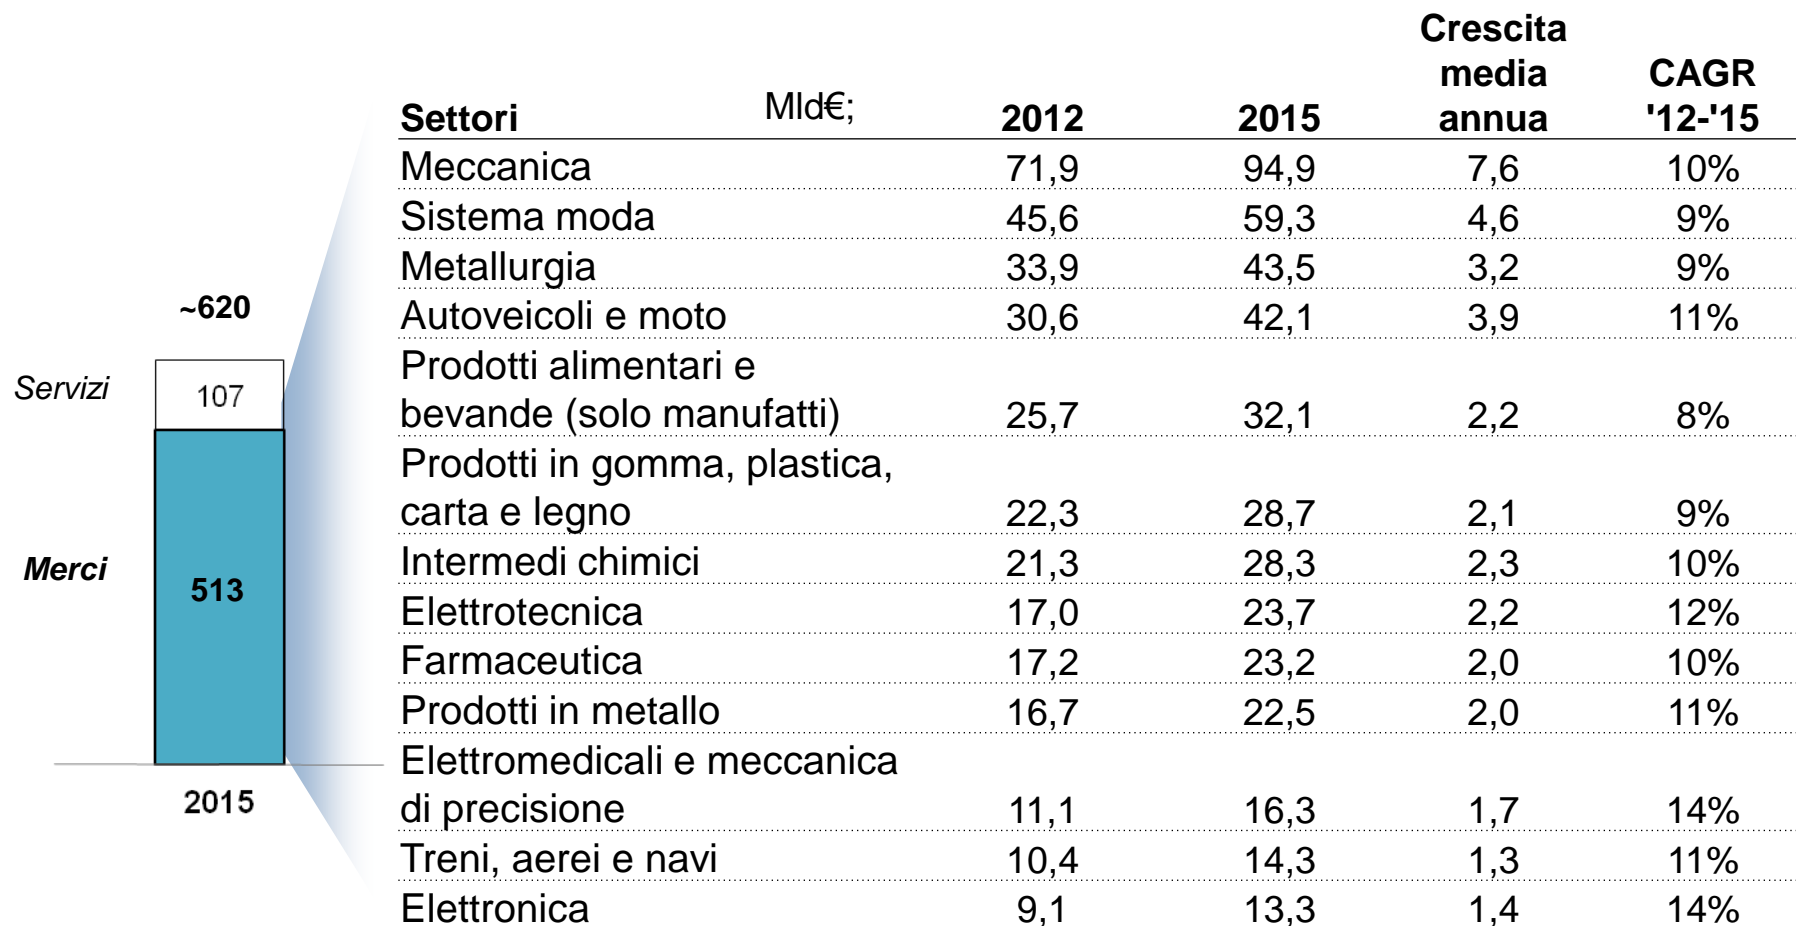 ~620
Servizi
107
Merci
513
2015
Crescita
media
annua
CAGR
'12-'15
Settori Mld€; 2012 2015
Meccanica 71,9 94,9 7,6 10%
Sistema moda 45,6 59,3 4,6 9%
Metallurgia 33,9 43,5 3,2 9%
Autoveicoli e moto 30,6 42,1 3,9 11%
Prodotti alimentari e
bevande (solo manufatti) 25,7 32,1 2,2 8%
Prodotti in gomma, plastica,
carta e legno 22,3 28,7 2,1 9%
Intermedi chimici 21,3 28,3 2,3 10%
Elettrotecnica 17,0 23,7 2,2 12%
Farmaceutica 17,2 23,2 2,0 10%
Prodotti in metallo 16,7 22,5 2,0 11%
Elettromedicali e meccanica
di precisione 11,1 16,3 1,7 14%
Treni, aerei e navi 10,4 14,3 1,3 11%
Elettronica 9,1 13,3 1,4 14%